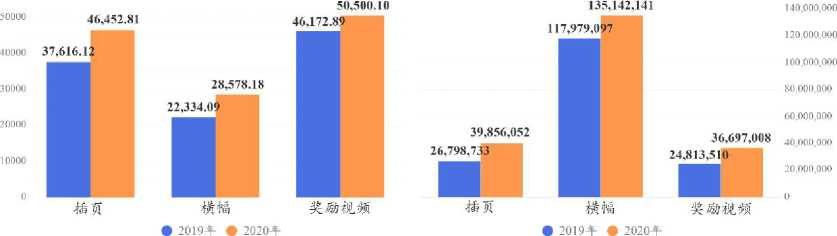 50000
40000
30000
20000
10000
0
46,452.81
37,616.12
28,578.18
22,334.09
50,500.10
46,172.89
插页
横幅
奖励视频
2019年
2020年
140,000,000
120,000,000
100,000,000
80,000,000
60,000,000
40,000,000
20,000,000
0
39,856,052
26,798,733
135,142,141
117,979,097
36,697,008
24,813,510
插页
横幅
奖励视频
2019年
2020年